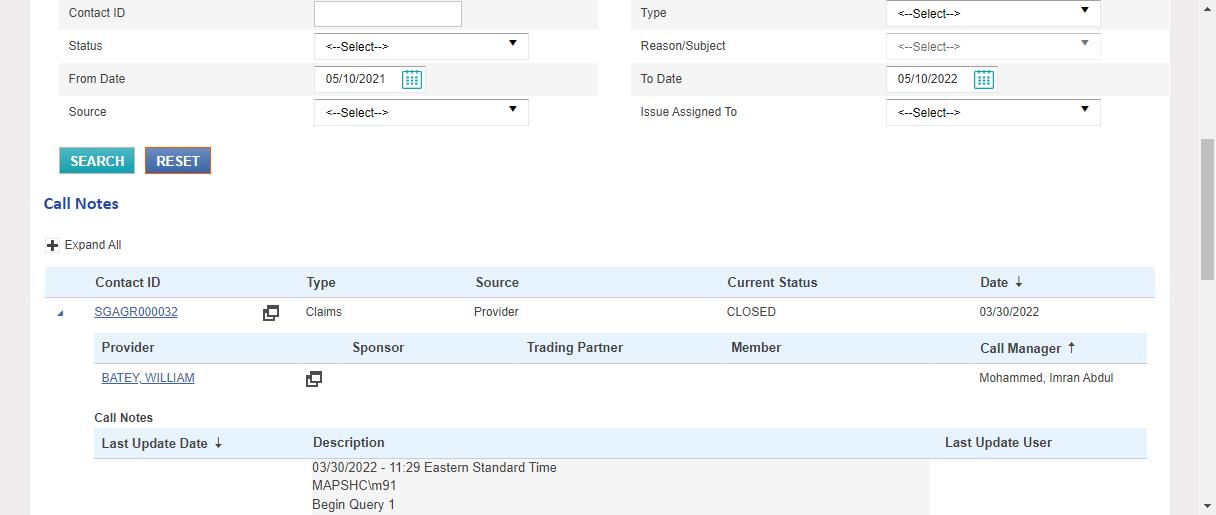 Contact ID Type <--Select-->
Status <--Select--> Reason/Subject <--Select-->
From Date 05/10/2021 To Date 05/10/2022
Source <--Select--> Issue Assigned To <--Select-->
SEARCH RESET
Call Notes
Expand All
Contact ID Type Source Current Status Date ↓
SGAGR000032 Claims Provider CLOSED 03/30/2022
Provider Sponsor Trading Partner Member Call Manager ↑
BATEY, WILLIAM Mohammed, Imran Abdul
Call Notes
Last Update Date ↓ Description Last Update User
03/30/2022 - 11:29 Eastern Standard Time
MAPSHC\m91
Begin Query 1